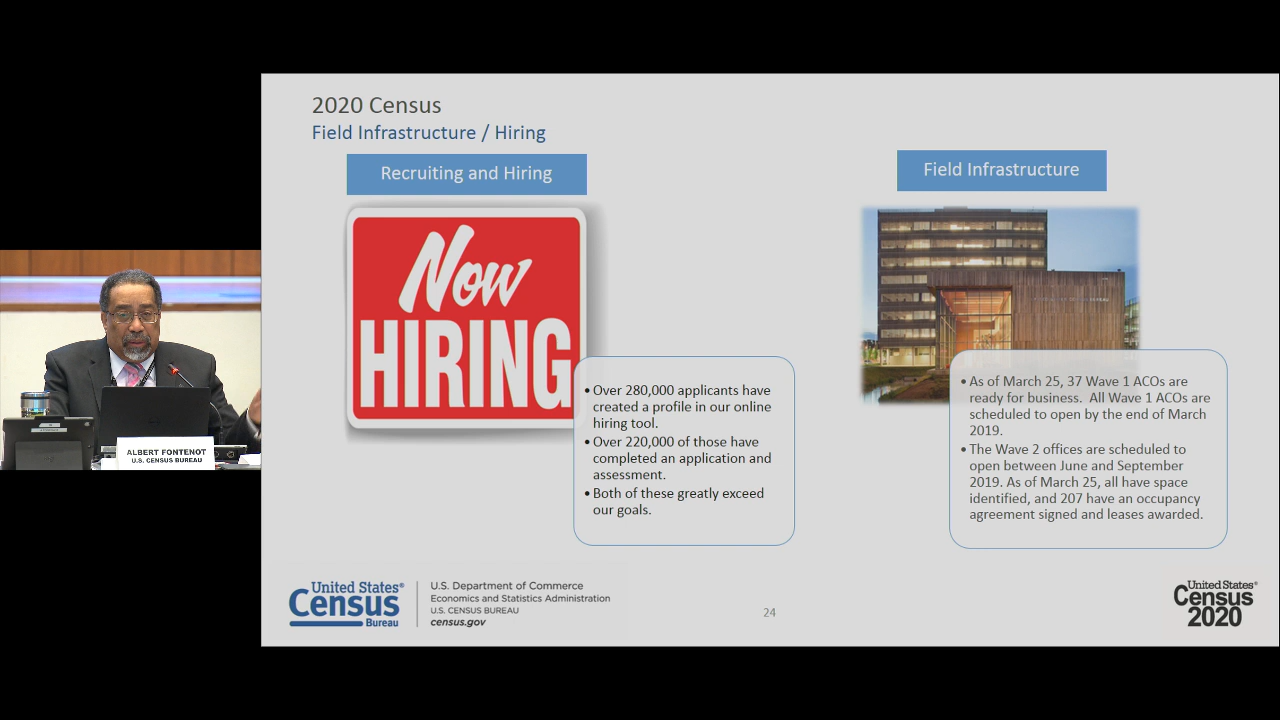 2020 Census
Field Infrastructure / Hiring
Recruiting and Hiring
Field Infrastructure
Now
HIRING
• Over 280,000 applicants have
created a profile in our online
hiring tool.
• Over 220,000 of those have
completed an application and
assessment.
• Both of these greatly exceed
our goals.
• As of March 25, 37 Wave 1 ACOs are
ready for business.  All Wave 1 ACOs are
scheduled to open by the end of March
2019.
• The Wave 2 offices are scheduled to
open between June and September
2019. As of March 25, all have space
identified, and 207 have an occupancy
agreement signed and leases awarded.
ALBERT FONTENOT
U.S. CENSUS BUREAU
United States®
Census
Bureau
U.S. Department of Commerce
Economics and Statistics Administration
U.S. CENSUS BUREAU
census.gov
24
United States®
Census
2020